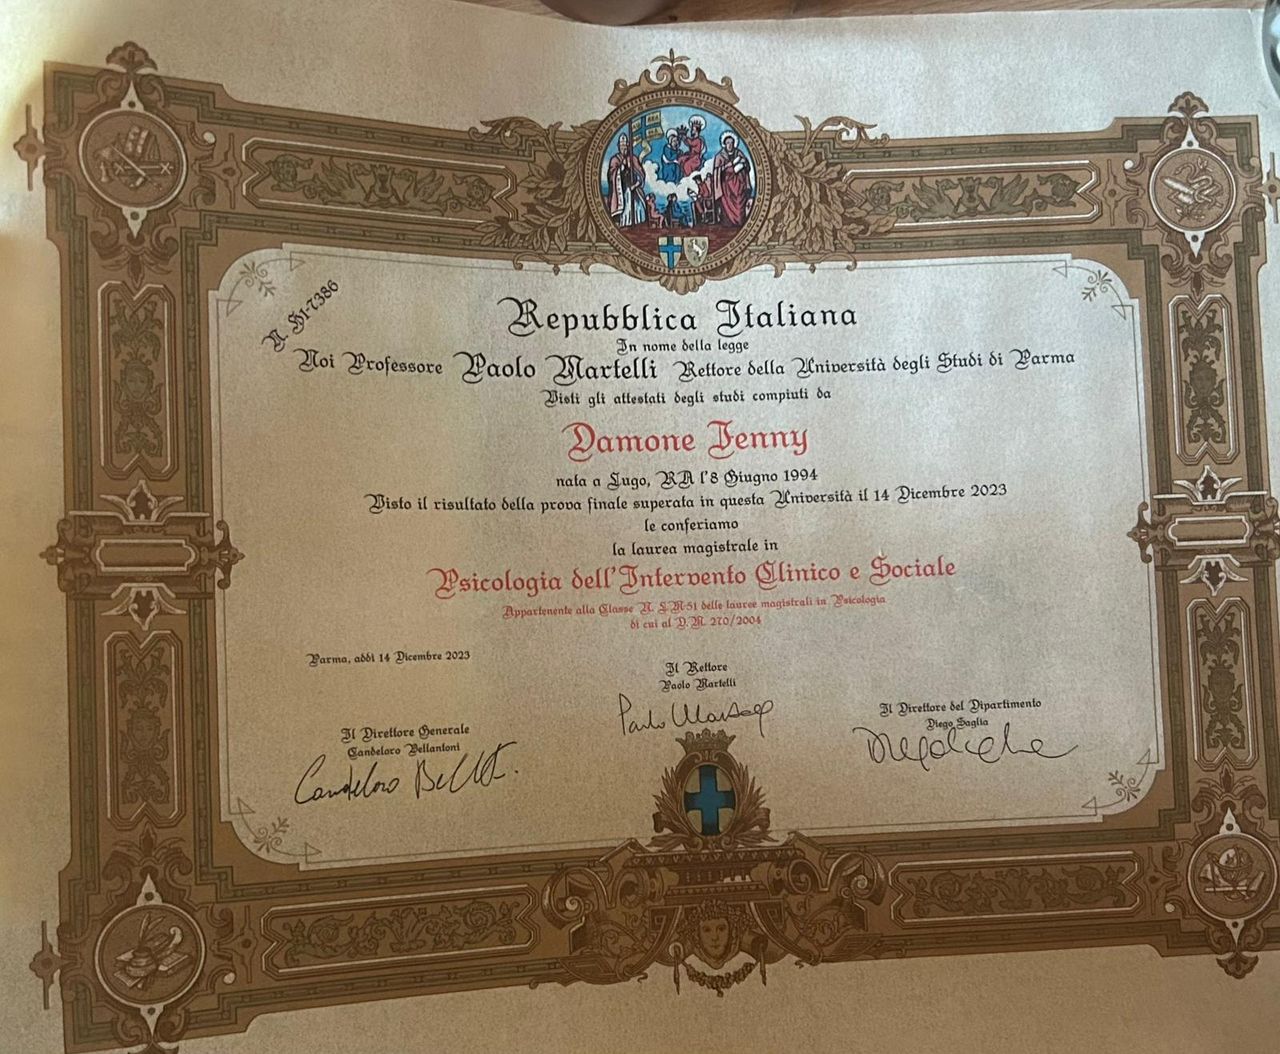 N. S1-7386
Repubblica Italiana
In nome della legge
Noi Professore Paolo Martelli Rettore della Università degli Studi di Parma
Visti gli attestati degli studi compiuti da
Damone Jenny
nata a Lugo, RA l'8 Giugno 1994
Visto il risultato della prova finale superata in questa Università il 14 Dicembre 2023
le conferiamo
la laurea magistrale in
Psicologia dell'Intervento Clinico e Sociale
Appartenente alla Classe N. LM-51 delle lauree magistrali in Psicologia
di cui al D.M. 270/2004
Parma, addì 14 Dicembre 2023
Il Rettore
Paolo Martelli
Il Direttore Generale
Candeloro Bellantoni
Candeloro
Il Direttore del Dipartimento
Diego Saglia